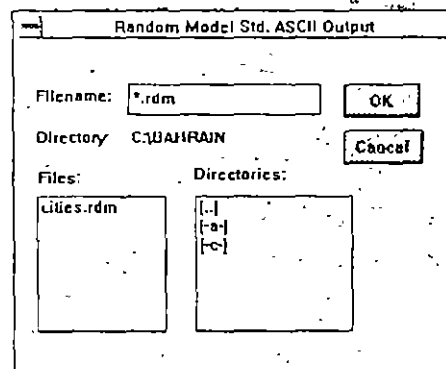 Random Model Std. ASCII Output
Filename: *.rdm OK
Directory C:\BAHRAIN Cancel
Files: Directories:
cities.rdm [..]
[-a-]
[-c-]